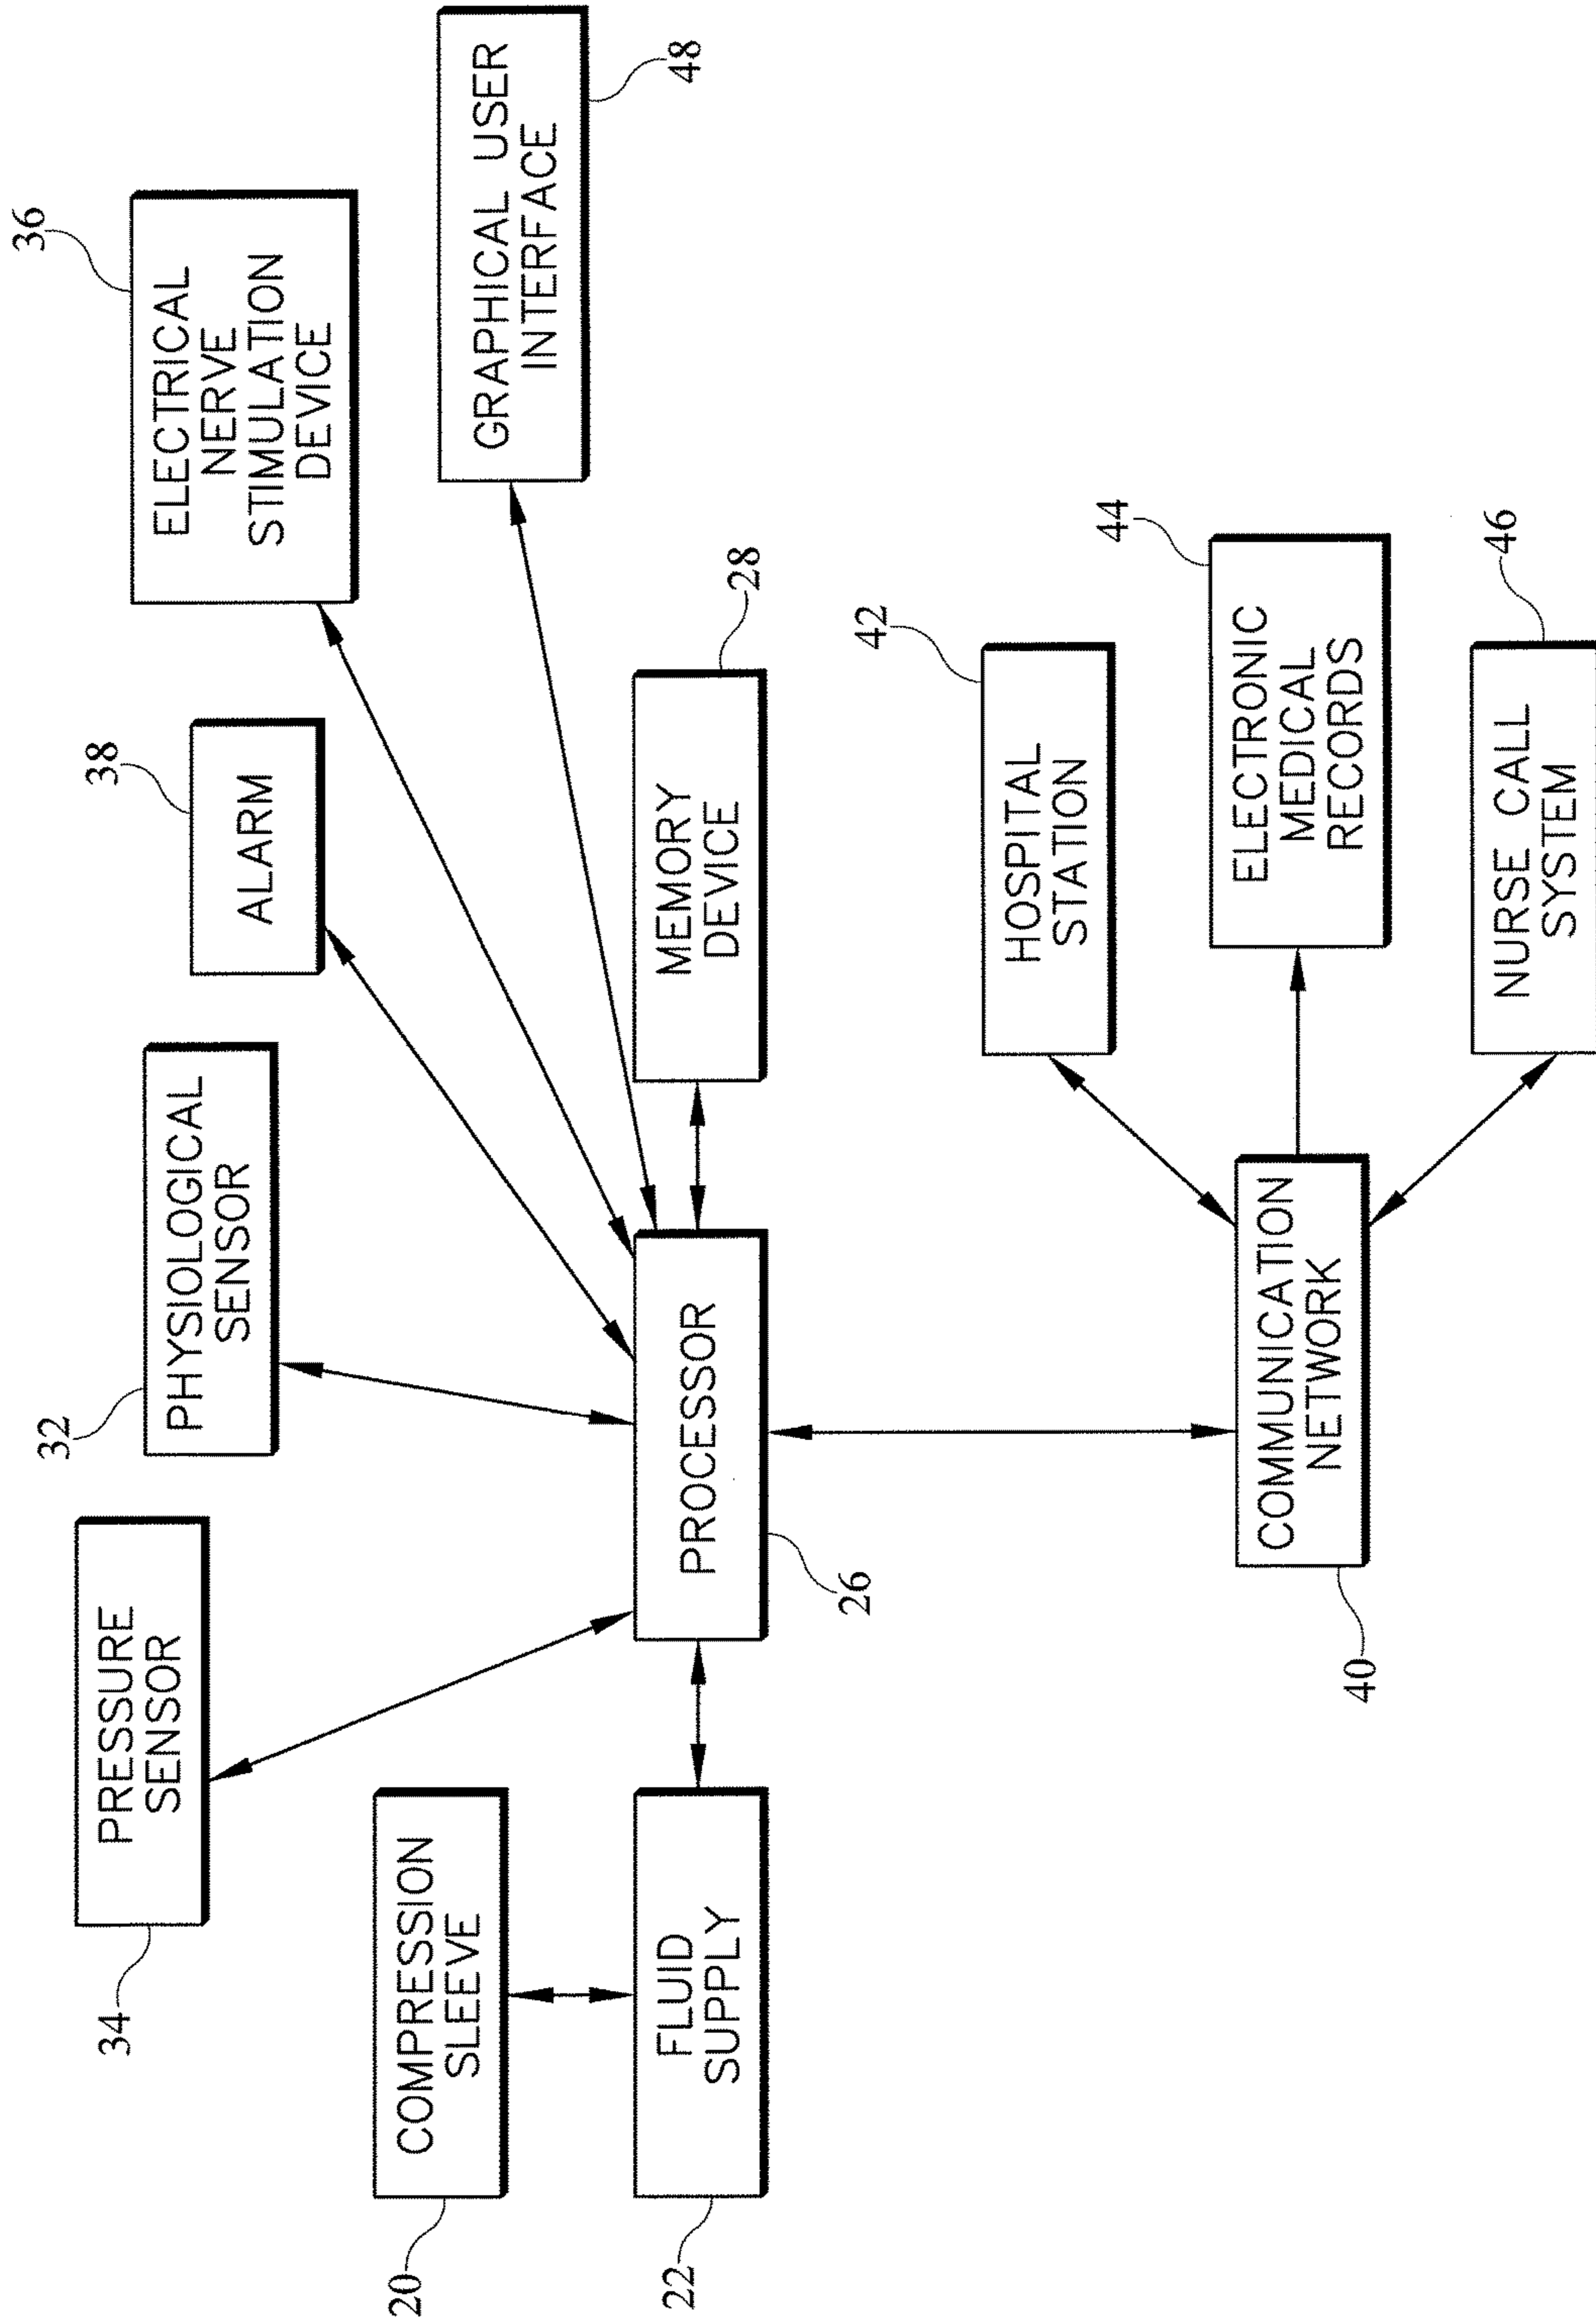 36
ELECTRICAL
NERVE
STIMULATION
DEVICE
38
ALARM
32
PHYSIOLOGICAL
SENSOR
34
PRESSURE
SENSOR
48
GRAPHICAL USER
INTERFACE
20
COMPRESSION
SLEEVE
22
FLUID
SUPPLY
26
PROCESSOR
28
MEMORY
DEVICE
42
HOSPITAL
STATION
40
COMMUNICATION
NETWORK
44
ELECTRONIC
MEDICAL
RECORDS
46
NURSE CALL
SYSTEM